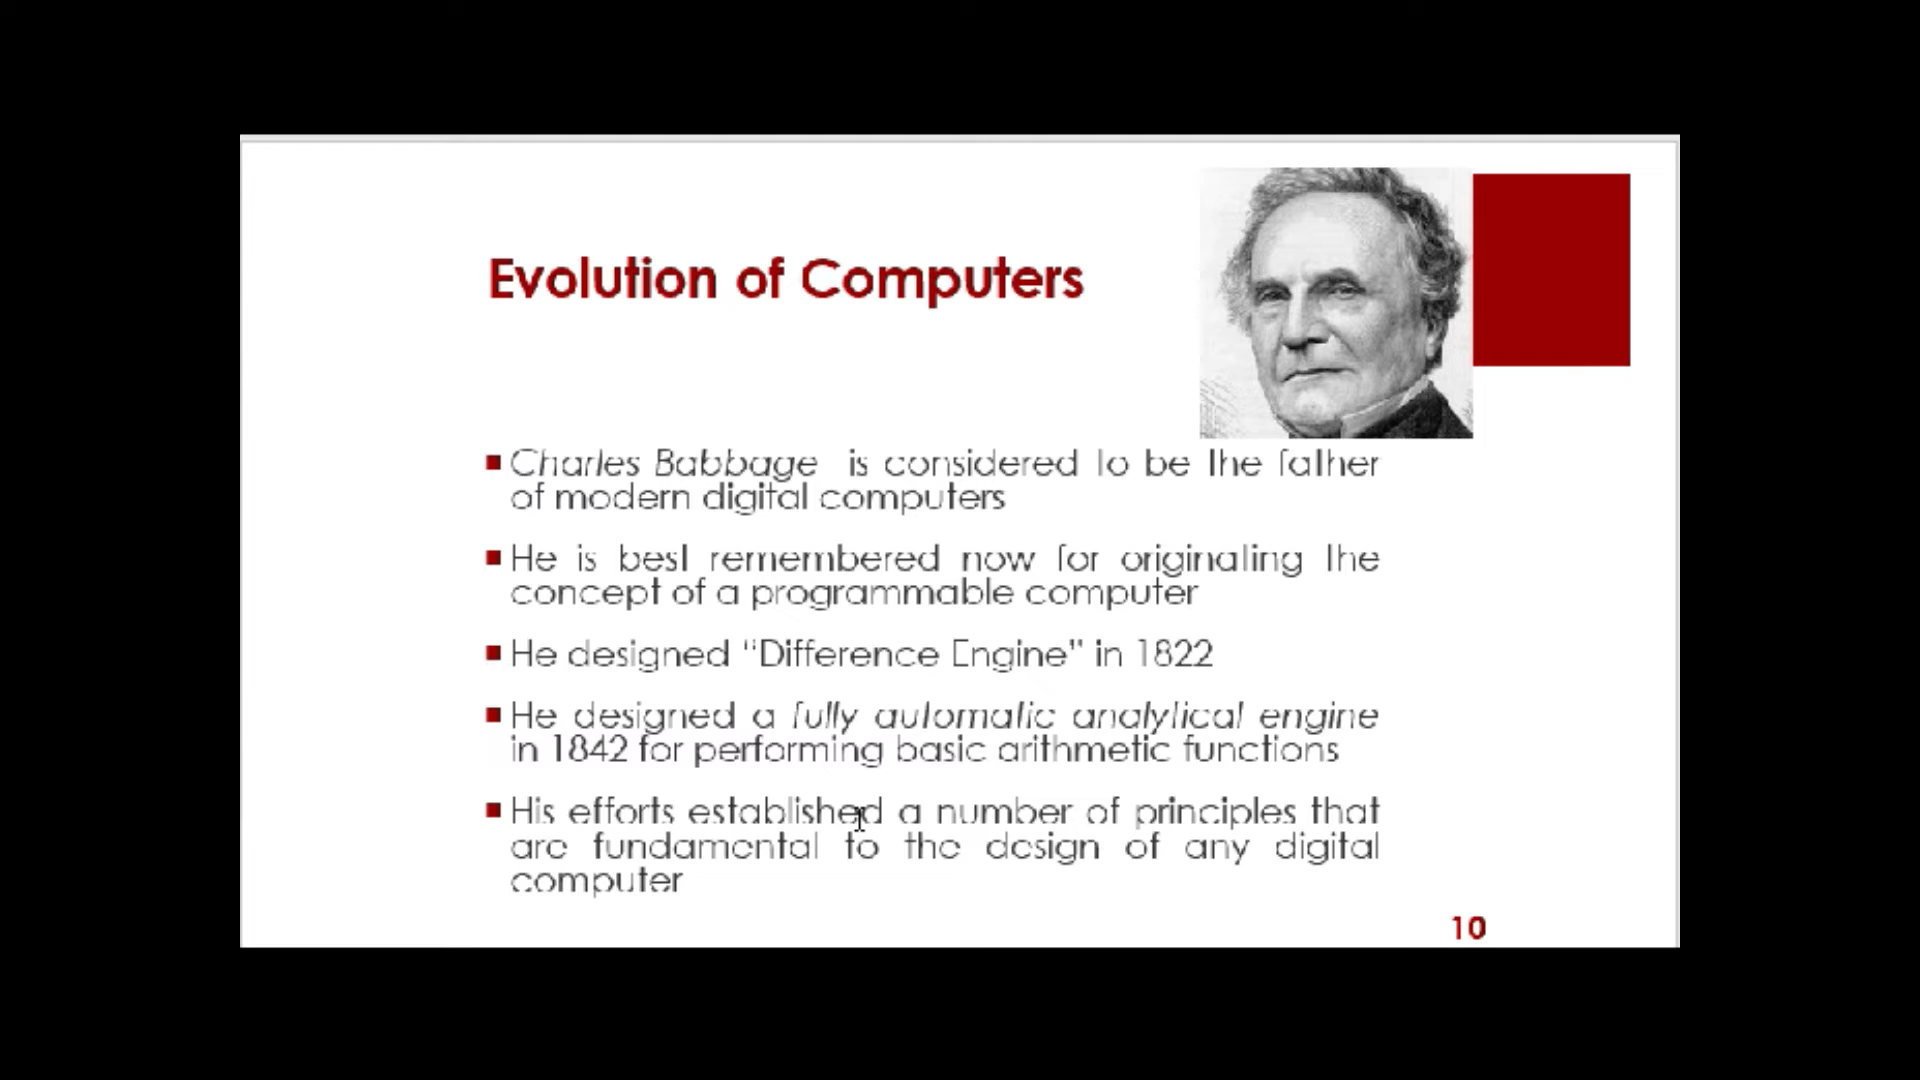 Evolution of Computers
Charles Babbage is considered to be the father
of modern digital computers
He is best remembered now for originating the
concept of a programmable computer
He designed “Difference Engine” in 1822
He designed a fully automatic analytical engine
in 1842 for performing basic arithmetic functions
His efforts established a number of principles that
are fundamental to the design of any digital
computer
10